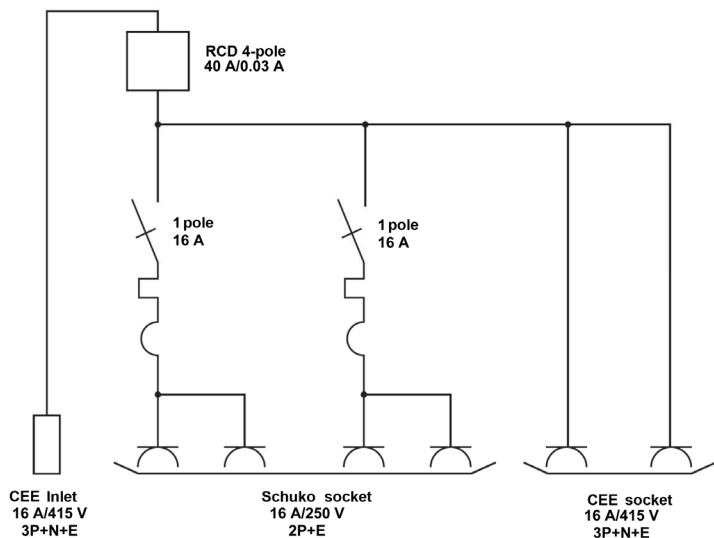 RCD 4-pole
40 A/0.03 A
1 pole
16 A
1 pole
16 A
CEE Inlet
16 A/415 V
3P+N+E
Schuko socket
16 A/250 V
2P+E
CEE socket
16 A/415 V
3P+N+E